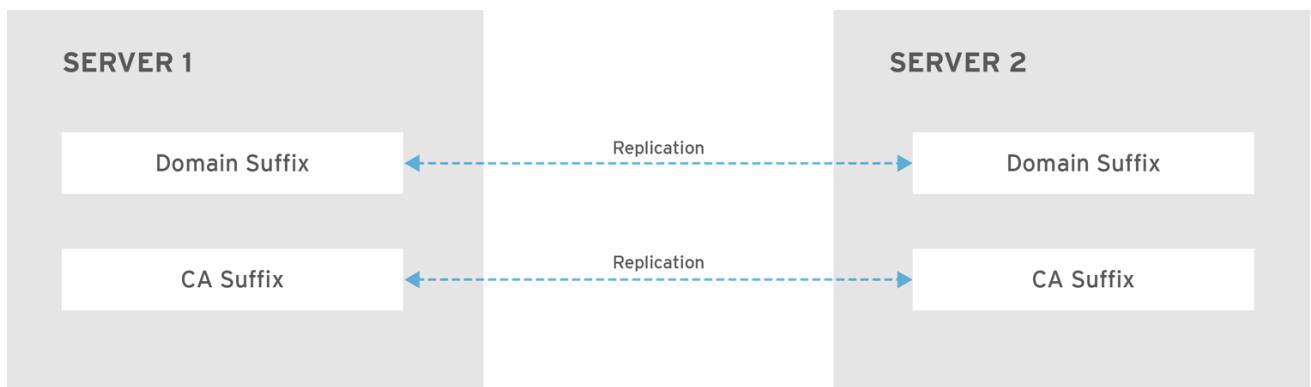 SERVER 1
SERVER 2
Domain Suffix
Replication
Domain Suffix
CA Suffix
Replication
CA Suffix